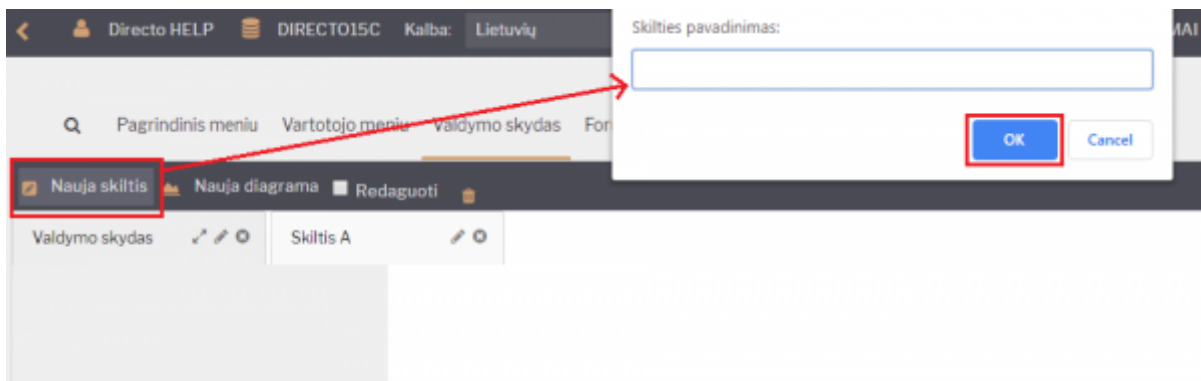 Directo HELP DIRECTO15C Kalba: Lietuvių
Skilties pavadinimas:
OK Cancel
Pagrindinis meniu Vartotojo meniu Valdymo skydas
Nauja skiltis Nauja diagrama Redaguoti
Valdymo skydas Skiltis A